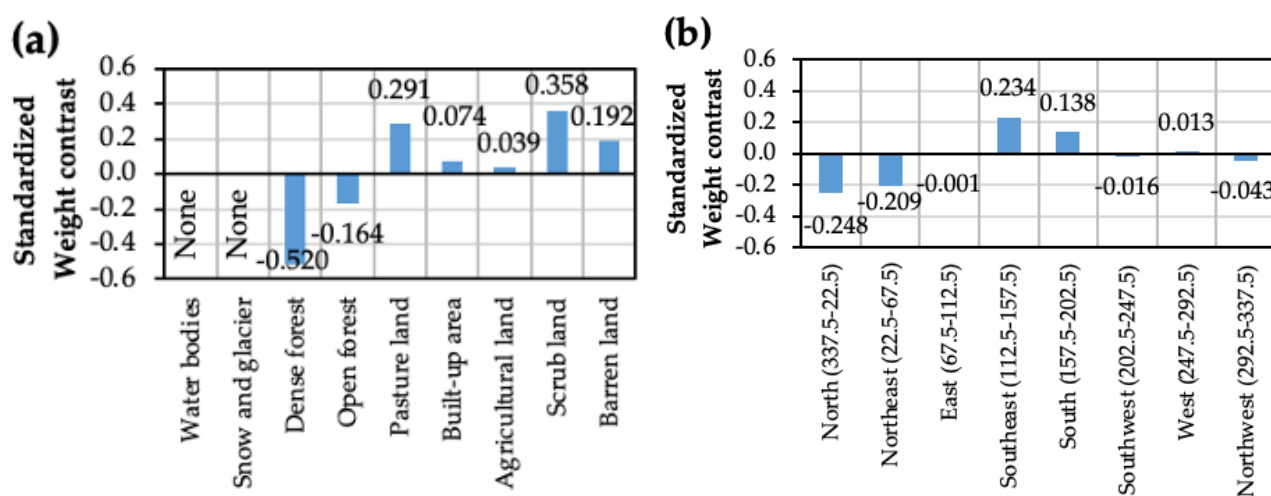 (a)
Standardized
Weight contrast
0.6
0.4
0.2
0.0
-0.2
-0.4
-0.6
None
None
-0.520
-0.164
0.291
0.074
0.039
0.358
0.192
Water bodies
Snow and glacier
Dense forest
Open forest
Pasture land
Built-up area
Agricultural land
Scrub land
Barren land
(b)
Standardized
Weight contrast
0.6
0.4
0.2
0.0
-0.2
-0.4
-0.6
-0.248
-0.209
-0.001
0.234
0.138
-0.016
0.013
-0.043
North (337.5-22.5)
Northeast (22.5-67.5)
East (67.5-112.5)
Southeast (112.5-157.5)
South (157.5-202.5)
Southwest (202.5-247.5)
West (247.5-292.5)
Northwest (292.5-337.5)